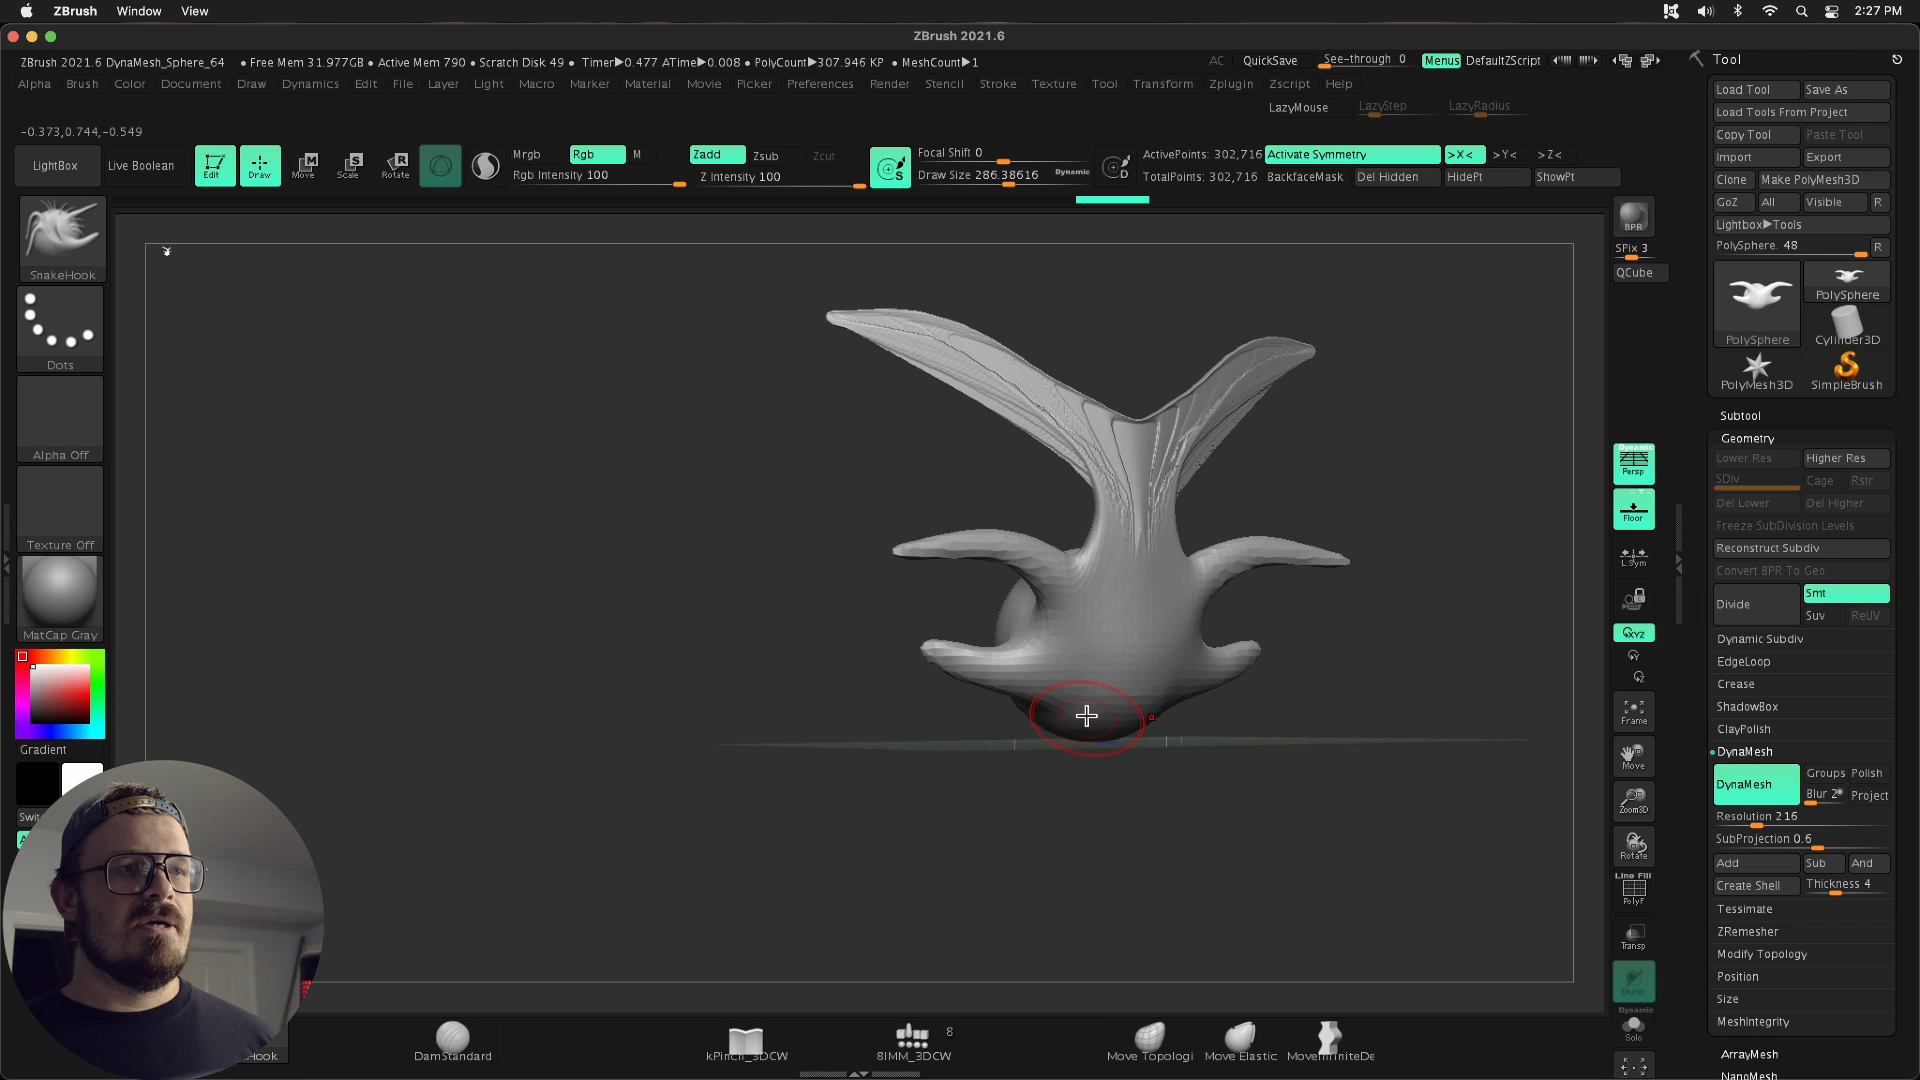 ZBrush Window View 2:27 PM
ZBrush 2021.6
ZBrush 2021.6 DynaMesh_Sphere_64 • Free Mem 31.977GB • Active Mem 790 • Scratch Disk 49 • Timer▶0.477 ATime▶0.008 • PolyCount▶307.946 KP • MeshCount▶1 AC QuickSave See-through 0 Menus DefaultZScript
Alpha Brush Color Document Draw Dynamics Edit File Layer Light Macro Marker Material Movie Picker Preferences Render Stencil Stroke Texture Tool Transform Zplugin Zscript Help
LazyMouse LazyStep LazyRadius
-0.373,0.744,-0.549
LightBox
Live Boolean
Edit
Draw
Move
Scale
Rotate
Mrgb Rgb M
Rgb Intensity 100
Zadd Zsub Zcut
Z Intensity 100
S
Focal Shift 0
Draw Size 286.38616 Dynamic
D
ActivePoints: 302,716
TotalPoints: 302,716
Activate Symmetry >X< >Y< >Z<
BackfaceMask Del Hidden HidePt ShowPt
SnakeHook
Dots
Alpha Off
Texture Off
MatCap Gray
Gradient
Swit
BPR
SPix 3
QCube
Dynamic
Persp
Floor
L.Sym
XYZ
Frame
Move
Zoom3D
Rotate
Line Fill
PolyF
Transp
Ghost
Dynamic
Solo
Tool
Load Tool Save As
Load Tools From Project
Copy Tool Paste Tool
Import Export
Clone Make PolyMesh3D
GoZ All Visible R
Lightbox▶Tools
PolySphere. 48 R
PolySphere
PolySphere
Cylinder3D
PolyMesh3D
SimpleBrush
Subtool
Geometry
Lower Res Higher Res
SDiv Cage Rstr
Del Lower Del Higher
Freeze SubDivision Levels
Reconstruct Subdiv
Convert BPR To Geo
Divide Smt
Suv ReUV
Dynamic Subdiv
EdgeLoop
Crease
ShadowBox
ClayPolish
DynaMesh
DynaMesh Groups Polish
Blur 2 Project
Resolution 216
SubProjection 0.6
Add Sub And
Create Shell Thickness 4
Tessimate
ZRemesher
Modify Topology
Position
Size
MeshIntegrity
ArrayMesh
NanoMesh
Hook
DamStandard
kPinch_3DCW
8IMM_3DCW
8
Move Topologi
Move Elastic
MoveInfiniteDe